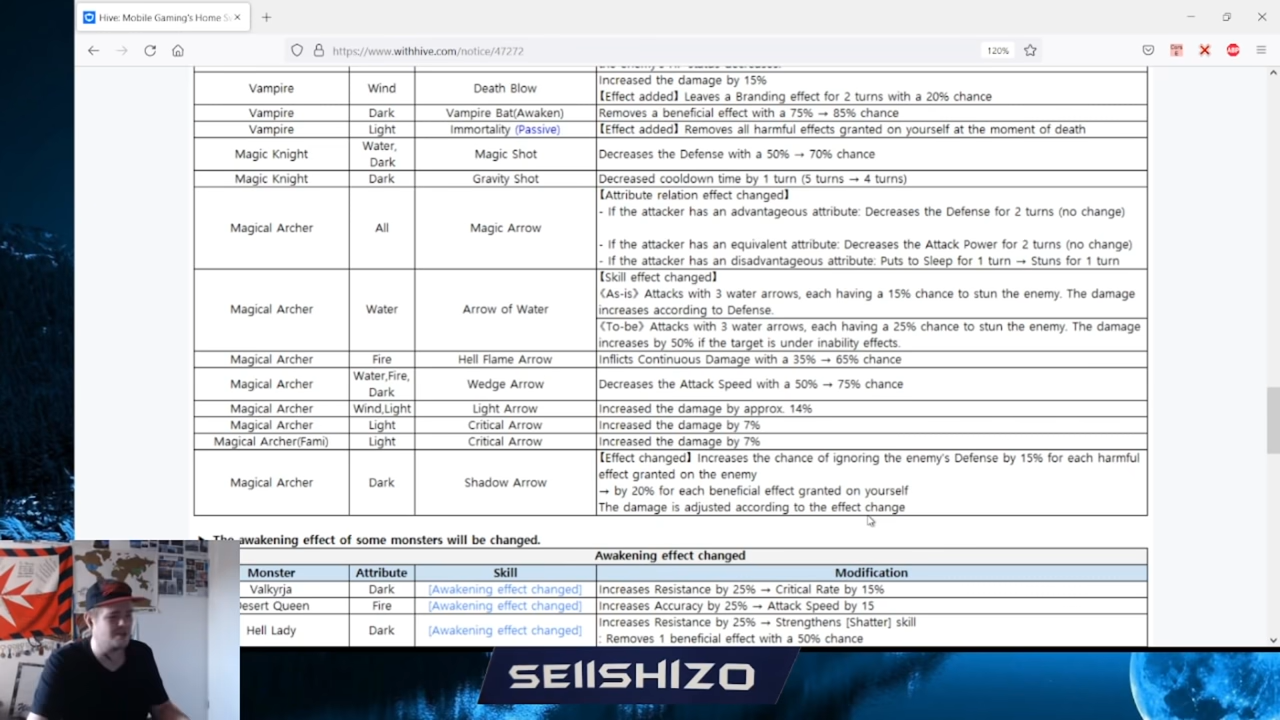 Hive: Mobile Gaming's Home S
https://www.withhive.com/notice/47272
120%
Vampire Wind Death Blow Increased the damage by 15%
【Effect added】Leaves a Branding effect for 2 turns with a 20% chance
Vampire Dark Vampire Bat(Awaken) Removes a beneficial effect with a 75% → 85% chance
Vampire Light Immortality (Passive) 【Effect added】Removes all harmful effects granted on yourself at the moment of death
Magic Knight Water, Dark Magic Shot Decreases the Defense with a 50% → 70% chance
Magic Knight Dark Gravity Shot Decreased cooldown time by 1 turn (5 turns → 4 turns)
Magical Archer All Magic Arrow 【Attribute relation effect changed】
- If the attacker has an advantageous attribute: Decreases the Defense for 2 turns (no change)
- If the attacker has an equivalent attribute: Decreases the Attack Power for 2 turns (no change)
- If the attacker has an disadvantageous attribute: Puts to Sleep for 1 turn → Stuns for 1 turn
Magical Archer Water Arrow of Water 【Skill effect changed】
《As-is》Attacks with 3 water arrows, each having a 15% chance to stun the enemy. The damage
increases according to Defense.
《To-be》Attacks with 3 water arrows, each having a 25% chance to stun the enemy. The damage
increases by 50% if the target is under inability effects.
Magical Archer Fire Hell Flame Arrow Inflicts Continuous Damage with a 35% → 65% chance
Magical Archer Water,Fire, Dark Wedge Arrow Decreases the Attack Speed with a 50% → 75% chance
Magical Archer Wind,Light Light Arrow Increased the damage by approx. 14%
Magical Archer Light Critical Arrow Increased the damage by 7%
Magical Archer(Fami) Light Critical Arrow Increased the damage by 7%
Magical Archer Dark Shadow Arrow 【Effect changed】Increases the chance of ignoring the enemy's Defense by 15% for each harmful
effect granted on the enemy
→ by 20% for each beneficial effect granted on yourself
The damage is adjusted according to the effect change
The awakening effect of some monsters will be changed.
Awakening effect changed
Monster Attribute Skill Modification
Valkyrja Dark [Awakening effect changed] Increases Resistance by 25% → Critical Rate by 15%
esert Queen Fire [Awakening effect changed] Increases Accuracy by 25% → Attack Speed by 15
Hell Lady Dark [Awakening effect changed] Increases Resistance by 25% → Strengthens [Shatter] skill
: Removes 1 beneficial effect with a 50% chance
SEIISHIZO